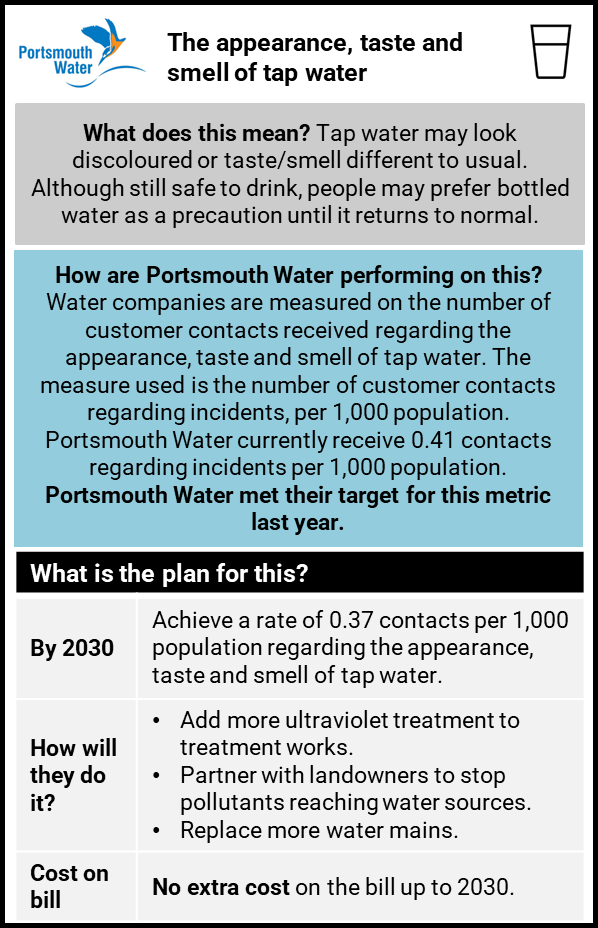 Portsmouth
Water
The appearance, taste and
smell of tap water
What does this mean? Tap water may look
discoloured or taste/smell different to usual.
Although still safe to drink, people may prefer bottled
water as a precaution until it returns to normal.
How are Portsmouth Water performing on this?
Water companies are measured on the number of
customer contacts received regarding the
appearance, taste and smell of tap water. The
measure used is the number of customer contacts
regarding incidents, per 1,000 population.
Portsmouth Water currently receive 0.41 contacts
regarding incidents per 1,000 population.
Portsmouth Water met their target for this metric
last year.
What is the plan for this?
By 2030
Achieve a rate of 0.37 contacts per 1,000
population regarding the appearance,
taste and smell of tap water.
How will
they do
it?
• Add more ultraviolet treatment to
treatment works.
• Partner with landowners to stop
pollutants reaching water sources.
• Replace more water mains.
Cost on
bill
No extra cost on the bill up to 2030.